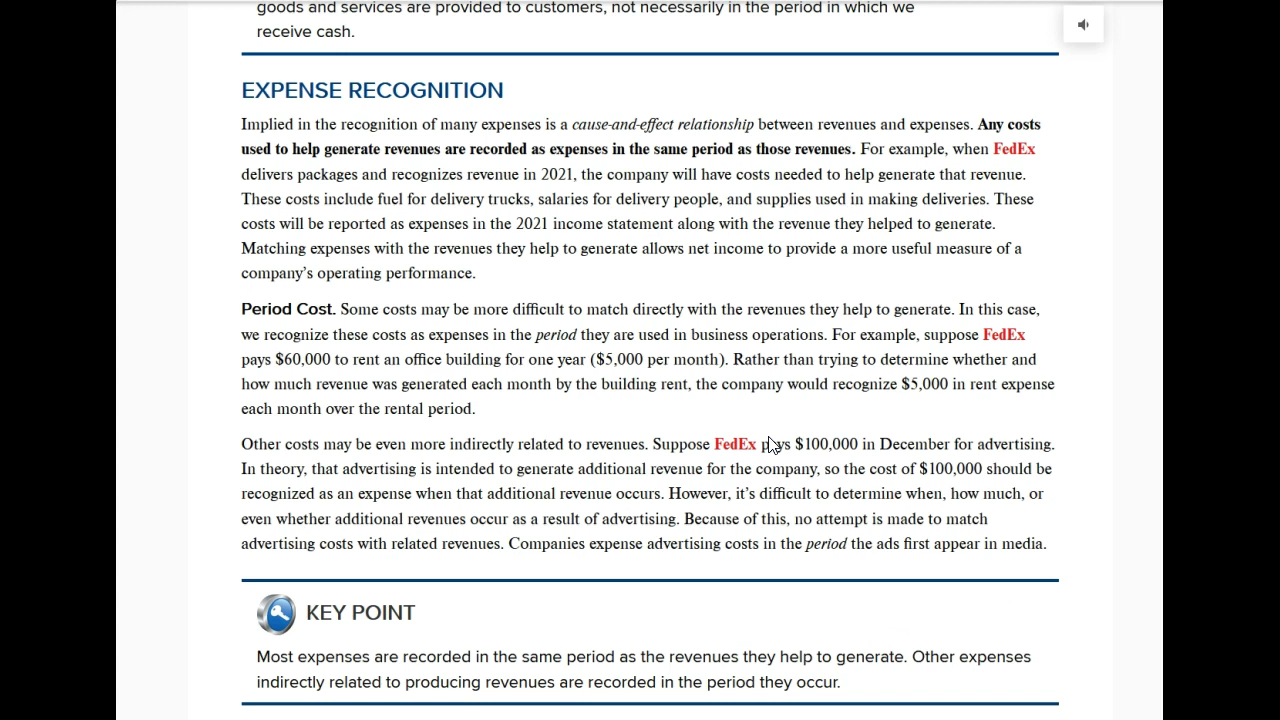 goods and services are provided to customers, not necessarily in the period in which we
receive cash.
EXPENSE RECOGNITION
Implied in the recognition of many expenses is a cause-and-effect relationship between revenues and expenses. Any costs
used to help generate revenues are recorded as expenses in the same period as those revenues. For example, when FedEx
delivers packages and recognizes revenue in 2021, the company will have costs needed to help generate that revenue.
These costs include fuel for delivery trucks, salaries for delivery people, and supplies used in making deliveries. These
costs will be reported as expenses in the 2021 income statement along with the revenue they helped to generate.
Matching expenses with the revenues they help to generate allows net income to provide a more useful measure of a
company's operating performance.
Period Cost. Some costs may be more difficult to match directly with the revenues they help to generate. In this case,
we recognize these costs as expenses in the period they are used in business operations. For example, suppose FedEx
pays $60,000 to rent an office building for one year ($5,000 per month). Rather than trying to determine whether and
how much revenue was generated each month by the building rent, the company would recognize $5,000 in rent expense
each month over the rental period.
Other costs may be even more indirectly related to revenues. Suppose FedEx pays $100,000 in December for advertising.
In theory, that advertising is intended to generate additional revenue for the company, so the cost of $100,000 should be
recognized as an expense when that additional revenue occurs. However, it's difficult to determine when, how much, or
even whether additional revenues occur as a result of advertising. Because of this, no attempt is made to match
advertising costs with related revenues. Companies expense advertising costs in the period the ads first appear in media.
KEY POINT
Most expenses are recorded in the same period as the revenues they help to generate. Other expenses
indirectly related to producing revenues are recorded in the period they occur.